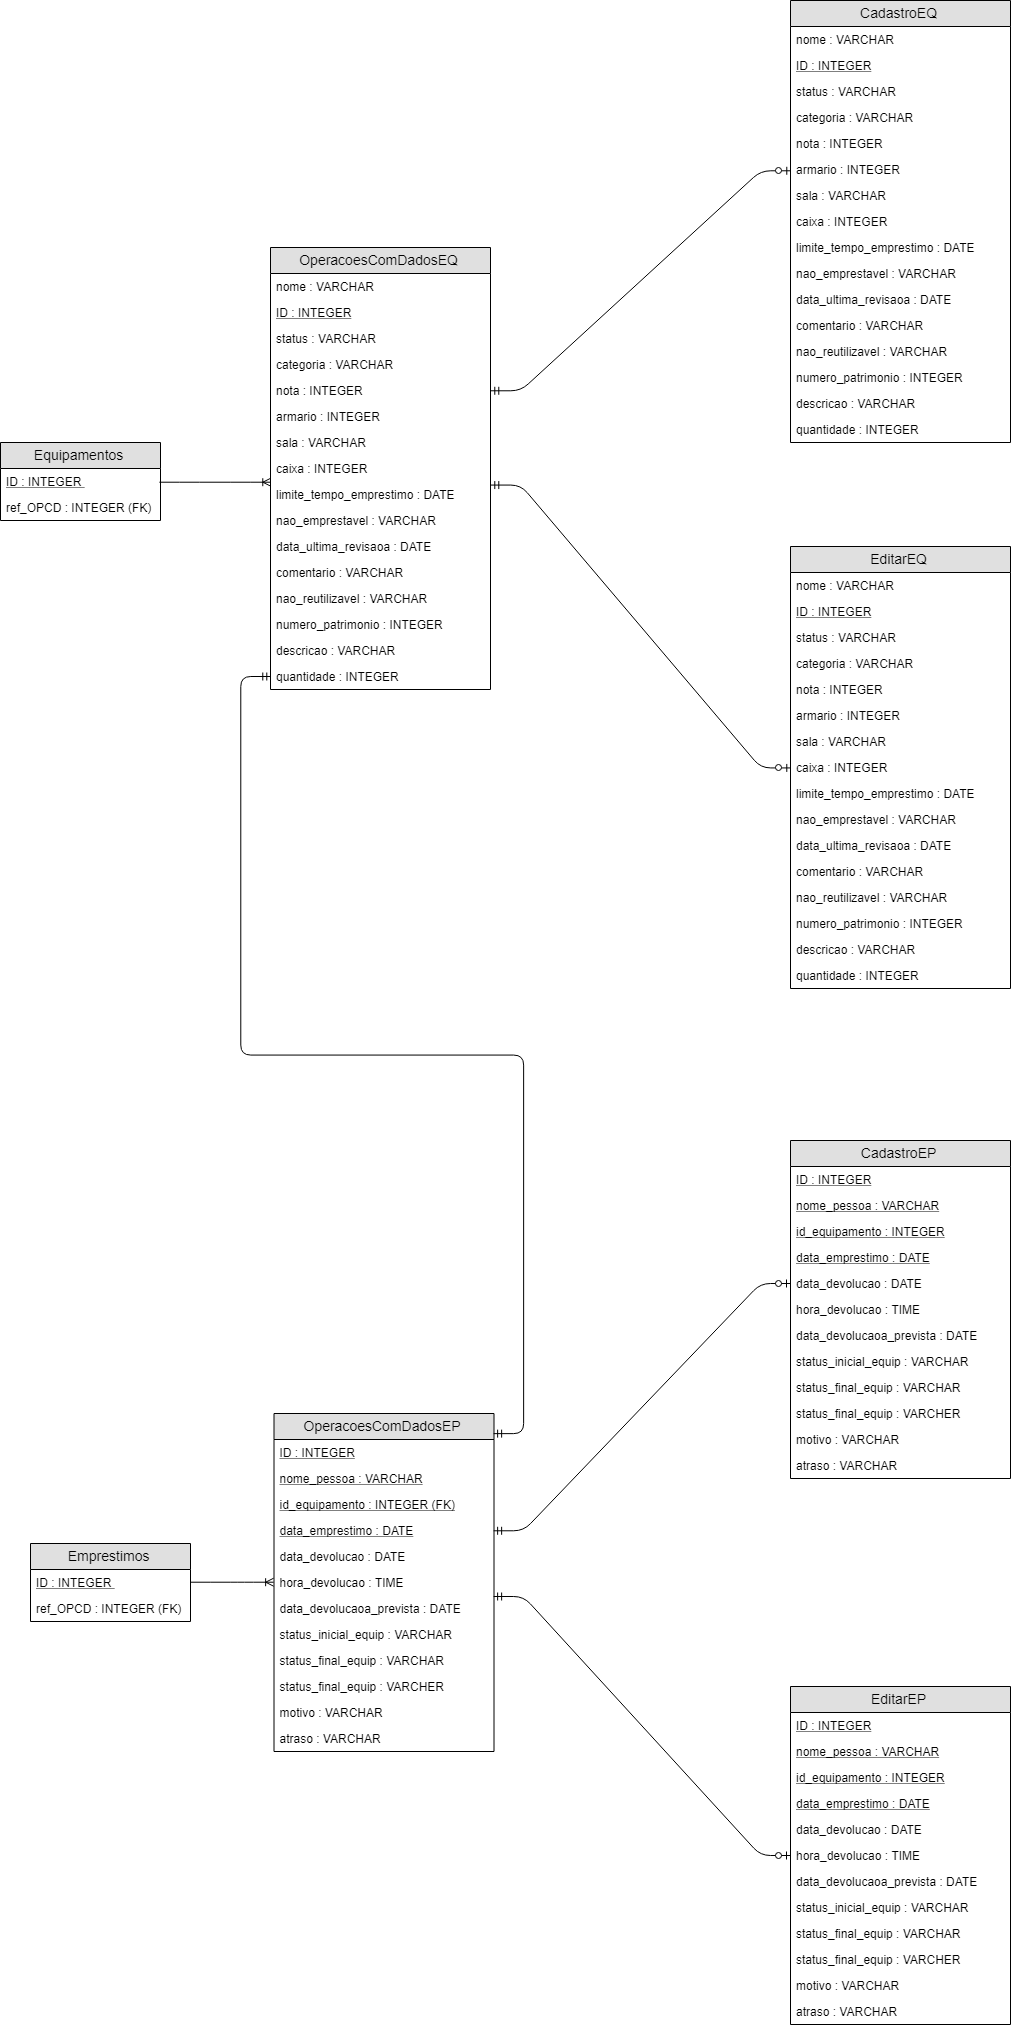 CadastroEQ
nome : VARCHAR
ID : INTEGER
status : VARCHAR
categoria : VARCHAR
nota : INTEGER
armario : INTEGER
sala : VARCHAR
caixa : INTEGER
limite_tempo_emprestimo : DATE
nao_emprestavel : VARCHAR
data_ultima_revisaoa : DATE
comentario : VARCHAR
nao_reutilizavel : VARCHAR
numero_patrimonio : INTEGER
descricao : VARCHAR
quantidade : INTEGER
OperacoesComDadosEQ
nome : VARCHAR
ID : INTEGER
status : VARCHAR
categoria : VARCHAR
nota : INTEGER
armario : INTEGER
sala : VARCHAR
caixa : INTEGER
limite_tempo_emprestimo : DATE
nao_emprestavel : VARCHAR
data_ultima_revisaoa : DATE
comentario : VARCHAR
nao_reutilizavel : VARCHAR
numero_patrimonio : INTEGER
descricao : VARCHAR
quantidade : INTEGER
Equipamentos
ID : INTEGER
ref_OPCD : INTEGER (FK)
EditarEQ
nome : VARCHAR
ID : INTEGER
status : VARCHAR
categoria : VARCHAR
nota : INTEGER
armario : INTEGER
sala : VARCHAR
caixa : INTEGER
limite_tempo_emprestimo : DATE
nao_emprestavel : VARCHAR
data_ultima_revisaoa : DATE
comentario : VARCHAR
nao_reutilizavel : VARCHAR
numero_patrimonio : INTEGER
descricao : VARCHAR
quantidade : INTEGER
CadastroEP
ID : INTEGER
nome_pessoa : VARCHAR
id_equipamento : INTEGER
data_emprestimo : DATE
data_devolucao : DATE
hora_devolucao : TIME
data_devolucaoa_prevista : DATE
status_inicial_equip : VARCHAR
status_final_equip : VARCHAR
status_final_equip : VARCHER
motivo : VARCHAR
atraso : VARCHAR
OperacoesComDadosEP
ID : INTEGER
nome_pessoa : VARCHAR
id_equipamento : INTEGER (FK)
data_emprestimo : DATE
data_devolucao : DATE
hora_devolucao : TIME
data_devolucaoa_prevista : DATE
status_inicial_equip : VARCHAR
status_final_equip : VARCHAR
status_final_equip : VARCHER
motivo : VARCHAR
atraso : VARCHAR
Emprestimos
ID : INTEGER
ref_OPCD : INTEGER (FK)
EditarEP
ID : INTEGER
nome_pessoa : VARCHAR
id_equipamento : INTEGER
data_emprestimo : DATE
data_devolucao : DATE
hora_devolucao : TIME
data_devolucaoa_prevista : DATE
status_inicial_equip : VARCHAR
status_final_equip : VARCHAR
status_final_equip : VARCHER
motivo : VARCHAR
atraso : VARCHAR